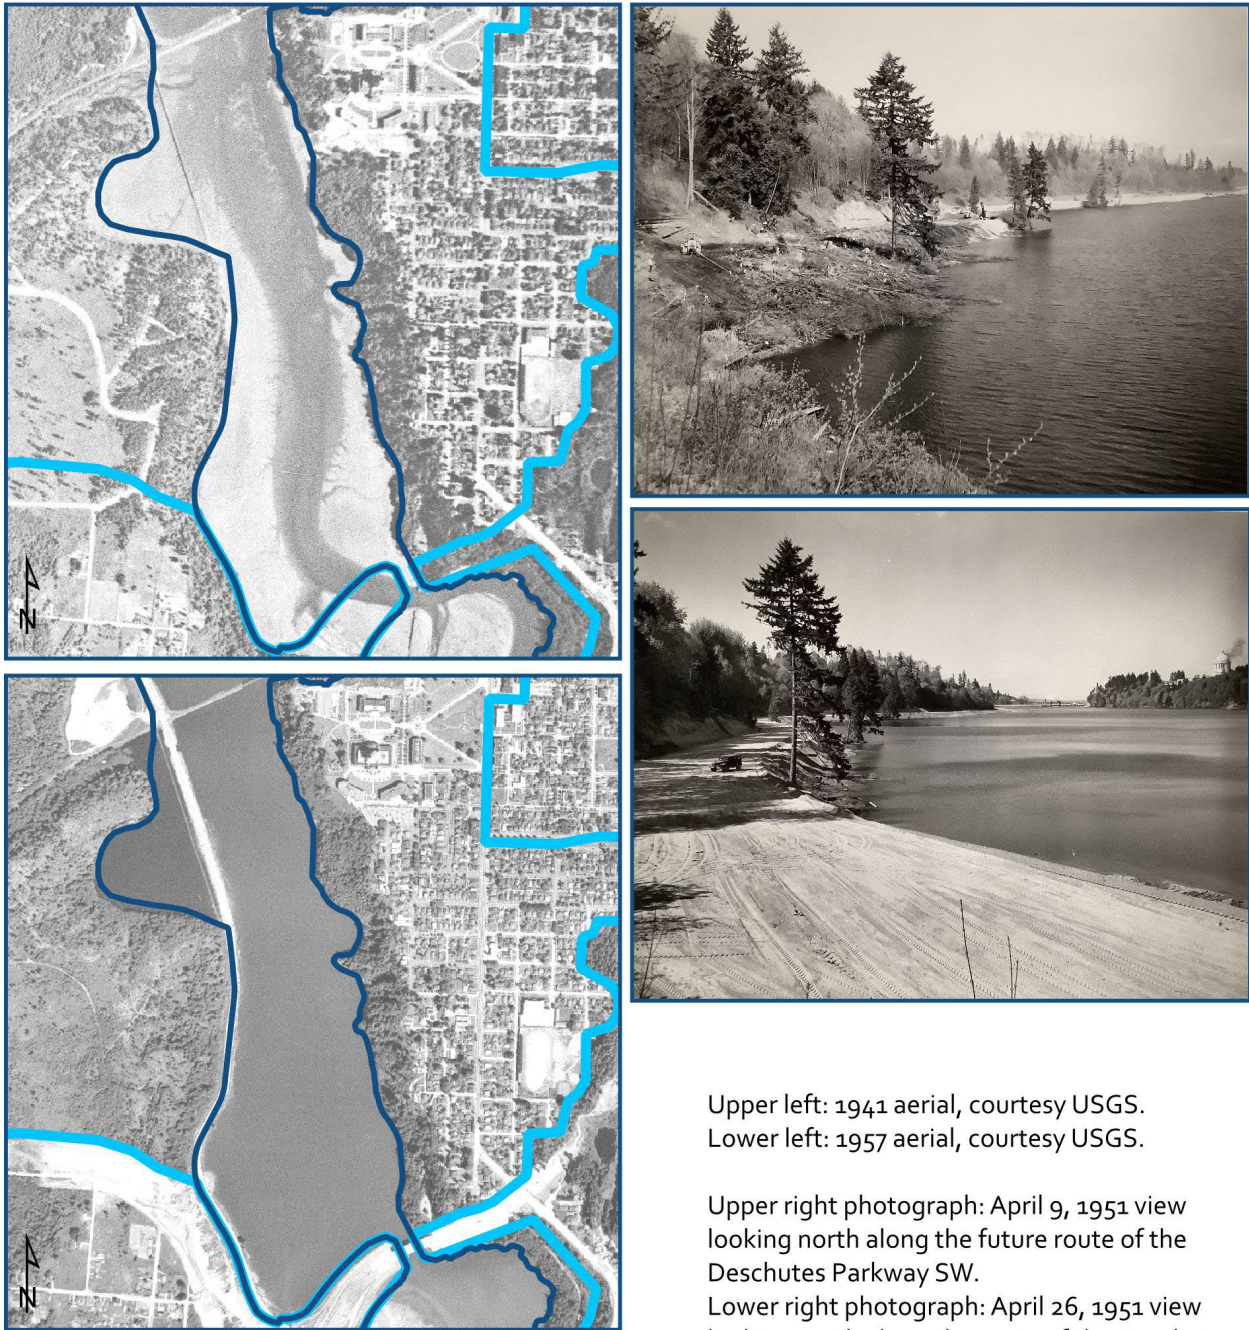 N
N
Upper left: 1941 aerial, courtesy USGS.
Lower left: 1957 aerial, courtesy USGS.
Upper right photograph: April 9, 1951 view
looking north along the future route of the
Deschutes Parkway SW.
Lower right photograph: April 26, 1951 view